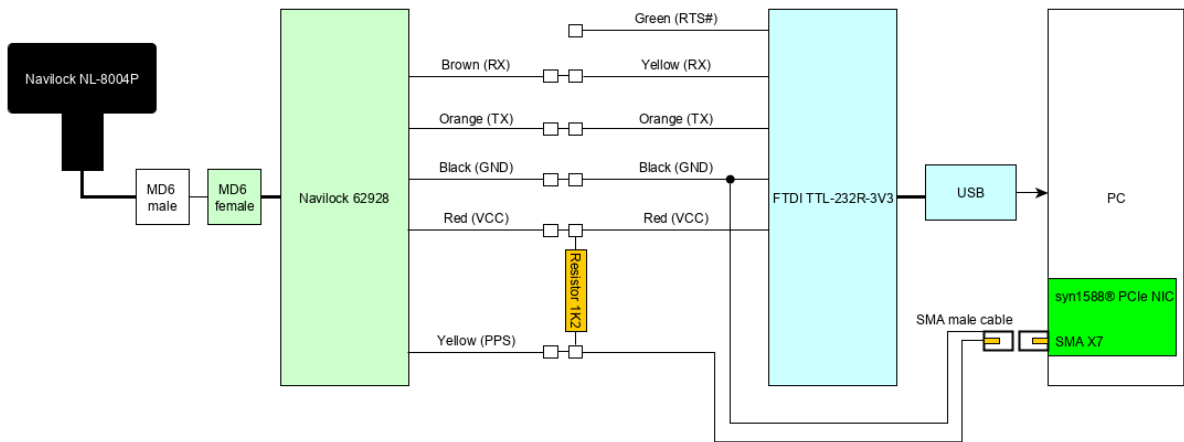 Green (RTS#)
Navilock NL-8004P
Brown (RX)
Yellow (RX)
Orange (TX)
Orange (TX)
Black (GND)
Black (GND)
MD6
male
MD6
female
Navilock 62928
FTDI TTL-232R-3V3
USB
PC
Red (VCC)
Red (VCC)
Resistor 1K2
syn1588® PCIe NIC
SMA male cable
SMA X7
Yellow (PPS)